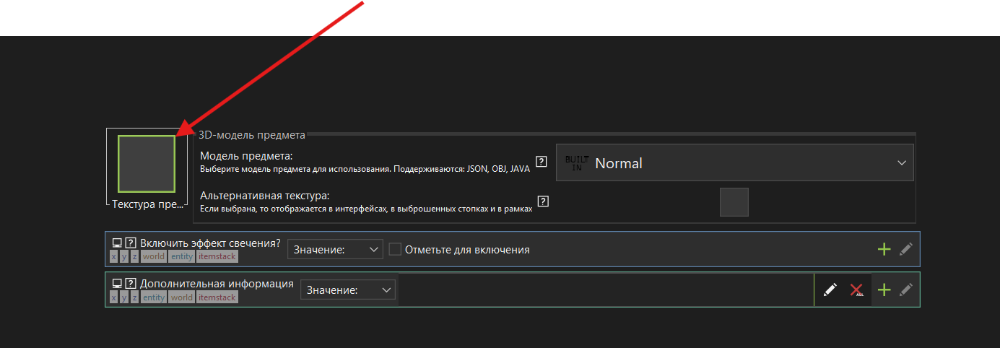 3D-модель предмета
Модель предмета:
Выберите модель предмета для использования. Поддерживаются: JSON, OBJ, JAVA
?
BUILT
IN
Normal
Текстура пре...
Альтернативная текстура:
Если выбрана, то отображается в интерфейсах, в выброшенных стопках и в рамках
?
? Включить эффект свечения?
x y z world entity itemstack
Значение:
Отметьте для включения
? Дополнительная информация
x y z entity world itemstack
Значение:
ALL